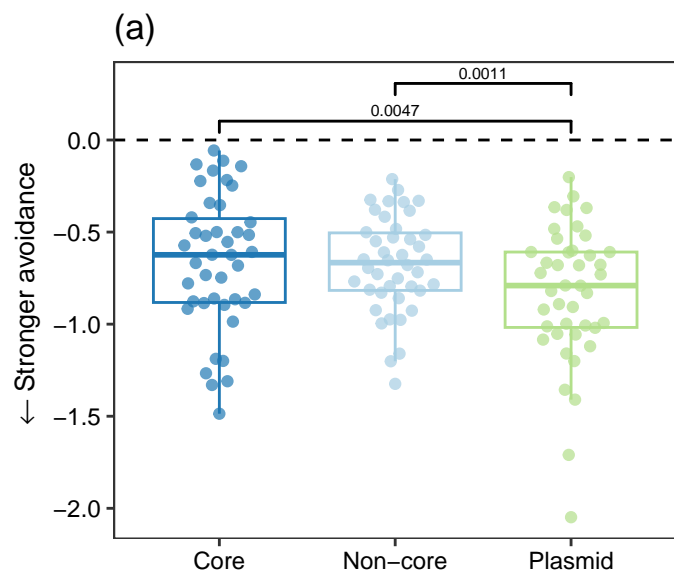 (a)
0.0011
0.0047
0.0
−0.5
−1.0
−1.5
−2.0
← Stronger avoidance
Core
Non−core
Plasmid